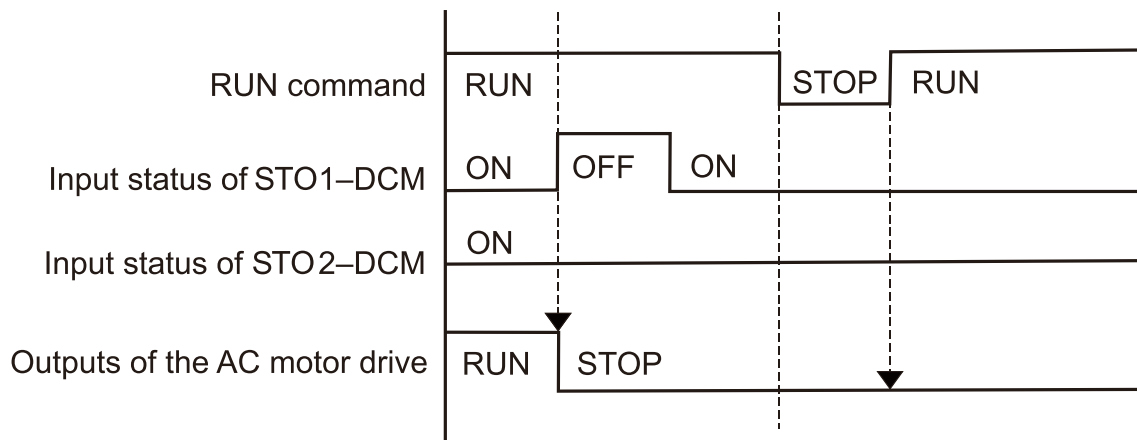 RUN command
RUN
STOP
RUN
Input status of STO1–DCM
ON
OFF
ON
Input status of STO2–DCM
ON
Outputs of the AC motor drive
RUN
STOP